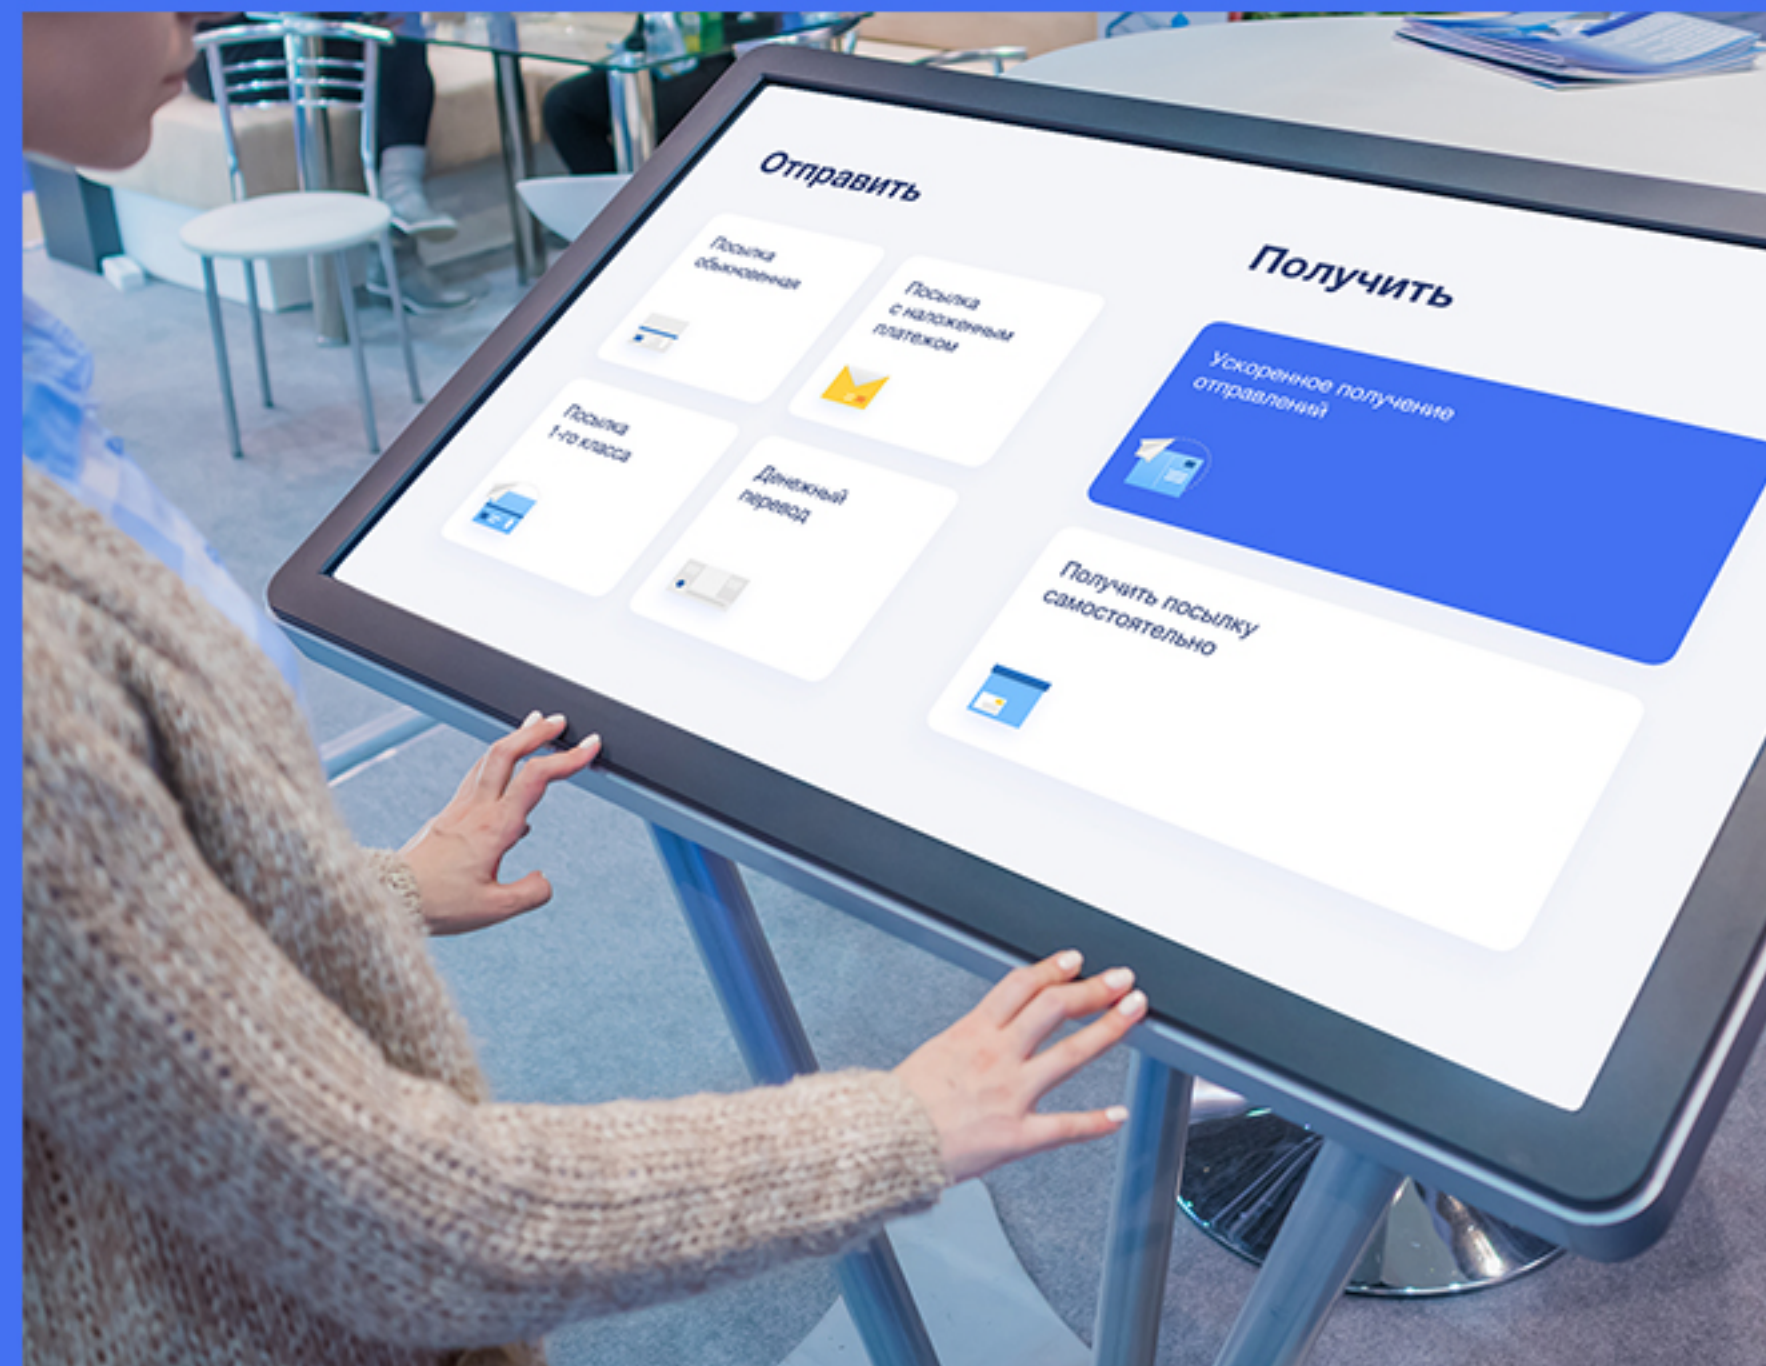 Отправить
Посылка
обыкновенная
Посылка
с наложенным
платежом
Посылка
1-го класса
Денежный
перевод
Получить
Ускоренное получение
отправлений
Получить посылку
самостоятельно